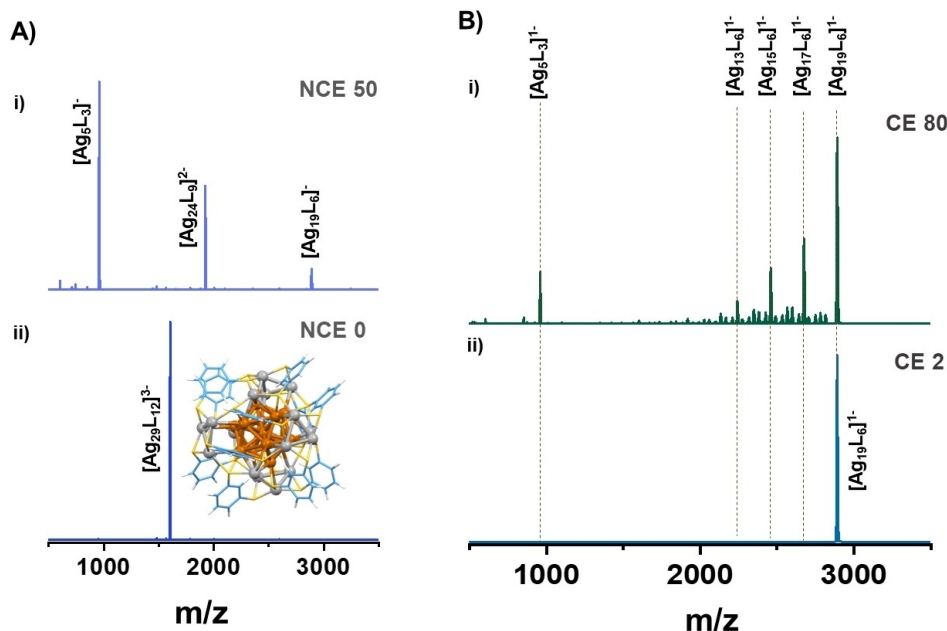 A)
i)
NCE 50
[Ag₅L₃]⁻
[Ag₂₄L₉]²⁻
[Ag₁₉L₆]⁻
ii)
NCE 0
[Ag₂₉L₁₂]³⁻
1000 2000 3000
m/z
B)
[Ag₅L₃]¹⁻
[Ag₁₃L₆]¹⁻
[Ag₁₅L₆]¹⁻
[Ag₁₇L₆]¹⁻
[Ag₁₉L₆]¹⁻
i)
CE 80
ii)
CE 2
[Ag₁₉L₆]¹⁻
1000 2000 3000
m/z